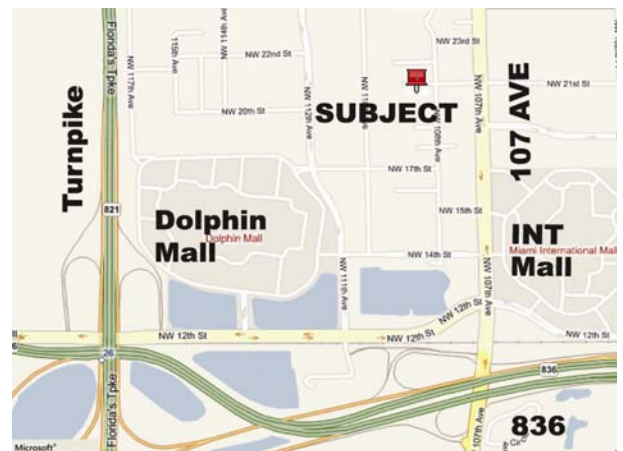 Florida's Tpke
NW 117th Ave
115th Ave
NW 114th Ave
NW 22nd St
NW 23rd St
NW 21st St
NW 20th St
NW 112th Ave
NW 108th Ave
NW 107th Ave
SUBJECT
107 AVE
Turnpike
NW 17th St
821
Dolphin
Mall
Dolphin Mall
NW 15th St
INT
Mall
Miami International Mall
NW 14th St
NW 111th Ave
NW 107th Ave
NW 12th St
NW 12th St
NW 12th St
26
836
Florida's Tpke
107th Ave
836
Microsoft®